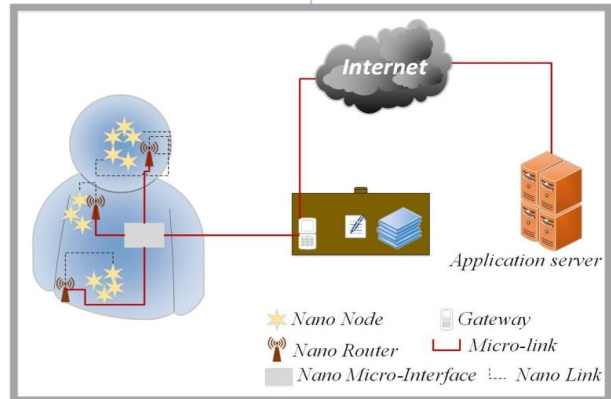 Internet
Application server
Nano Node
Gateway
Nano Router
Micro-link
Nano Micro-Interface
Nano Link